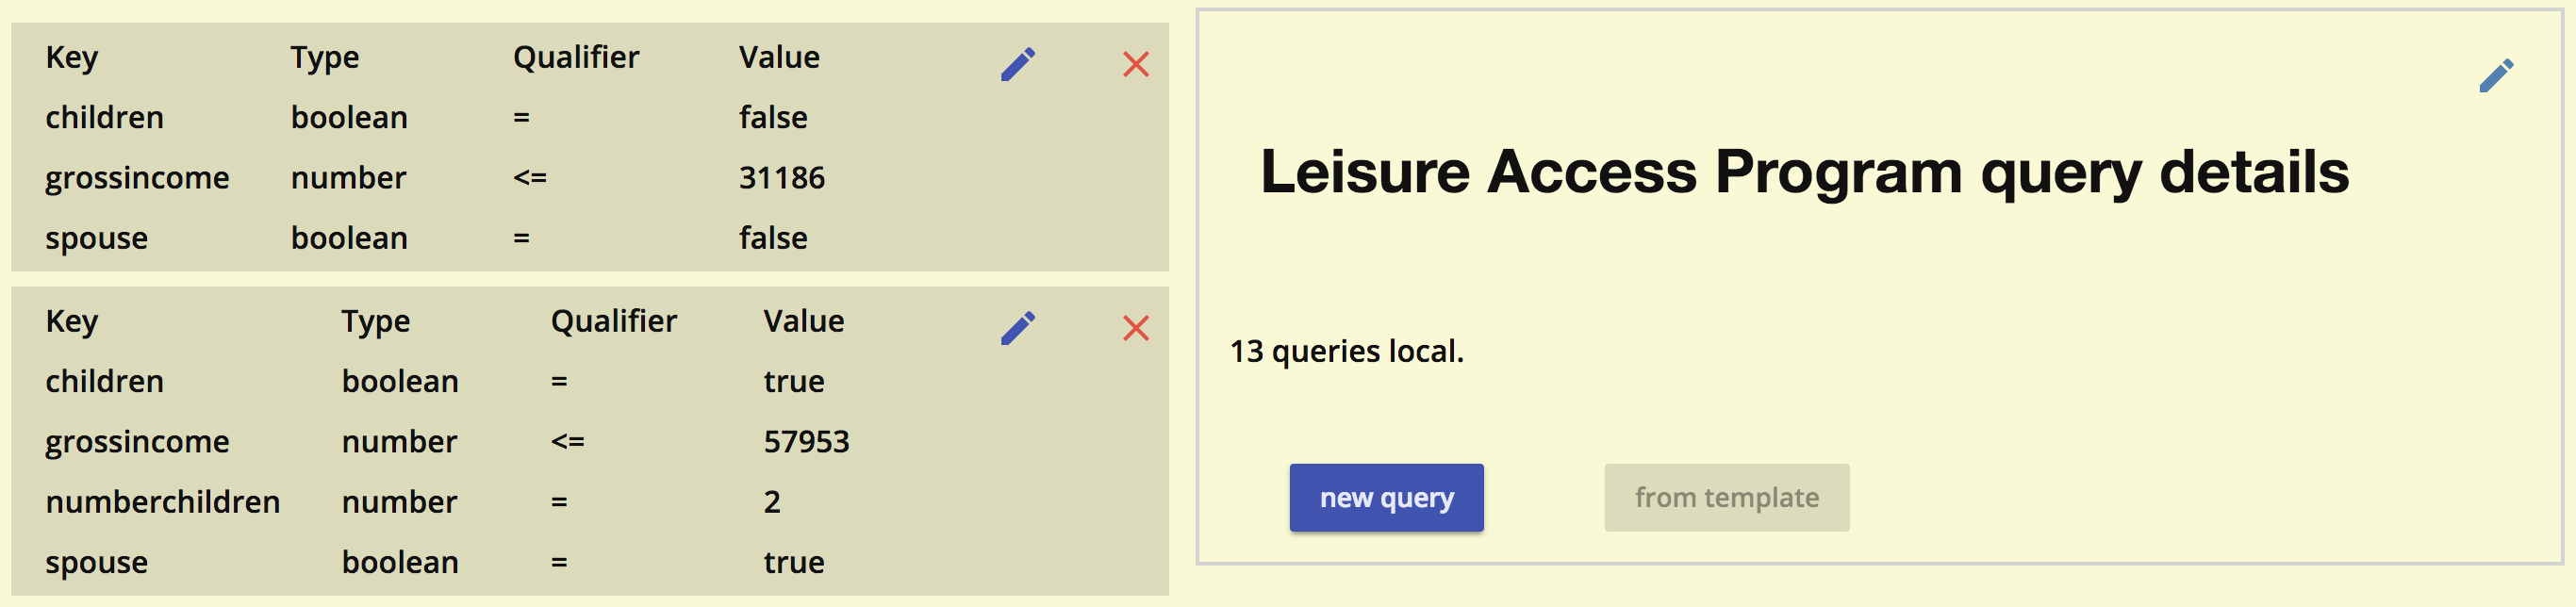 Key Type Qualifier Value
children boolean = false
grossincome number <= 31186
spouse boolean = false
Key Type Qualifier Value
children boolean = true
grossincome number <= 57953
numberchildren number = 2
spouse boolean = true
Leisure Access Program query details
13 queries local.
new query from template